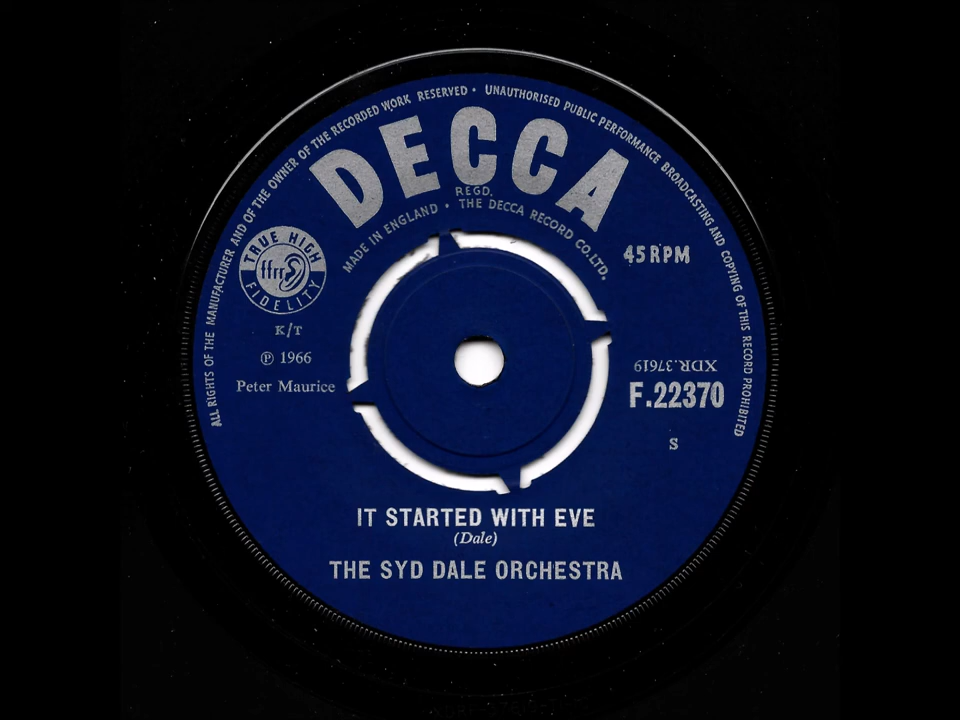 ALL RIGHTS OF THE MANUFACTURER AND OF THE OWNER OF THE RECORDED WORK RESERVED • UNAUTHORISED PUBLIC PERFORMANCE BROADCASTING AND COPYING OF THIS RECORD PROHIBITED
DECCA
REGD.
MADE IN ENGLAND • THE DECCA RECORD CO. LTD.
TRUE HIGH
ffrr
FIDELITY
45 RPM
K/T
℗ 1966
Peter Maurice
XDR.37619
F.22370
S
IT STARTED WITH EVE
(Dale)
THE SYD DALE ORCHESTRA